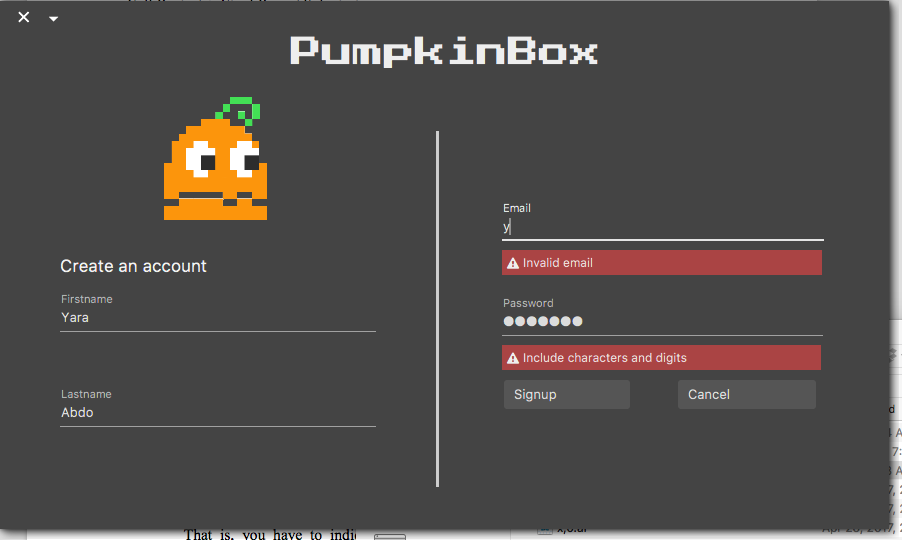 PumpkinBox
Create an account
Firstname
Yara
Lastname
Abdo
Email
y
Invalid email
Password
Include characters and digits
Signup
Cancel
That is, you have to indi